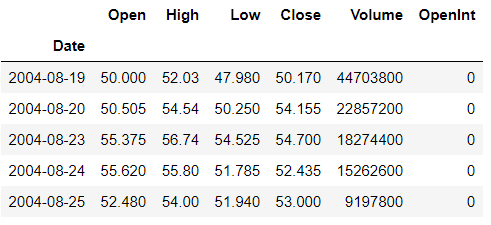 Open High Low Close Volume OpenInt
Date
2004-08-19 50.000 52.03 47.980 50.170 44703800 0
2004-08-20 50.505 54.54 50.250 54.155 22857200 0
2004-08-23 55.375 56.74 54.525 54.700 18274400 0
2004-08-24 55.620 55.80 51.785 52.435 15262600 0
2004-08-25 52.480 54.00 51.940 53.000 9197800 0